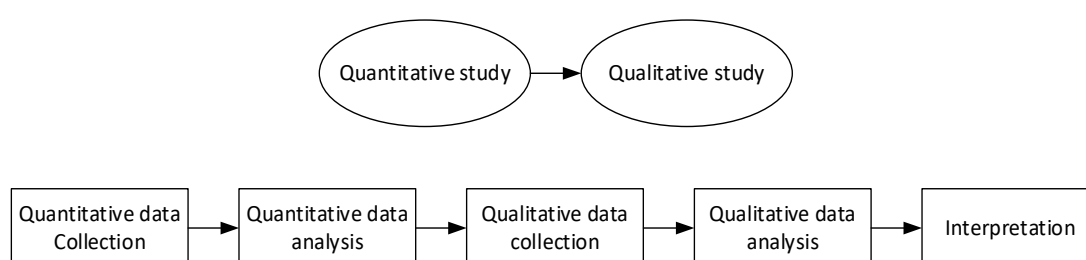 Quantitative study
Qualitative study
Quantitative data
Collection
Quantitative data
analysis
Qualitative data
collection
Qualitative data
analysis
Interpretation